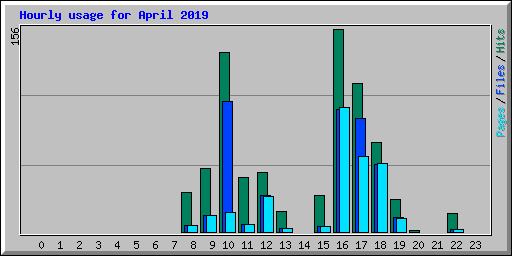 Hourly usage for April 2019
156
Pages/Files/Hits
0 1 2 3 4 5 6 7 8 9 10 11 12 13 14 15 16 17 18 19 20 21 22 23